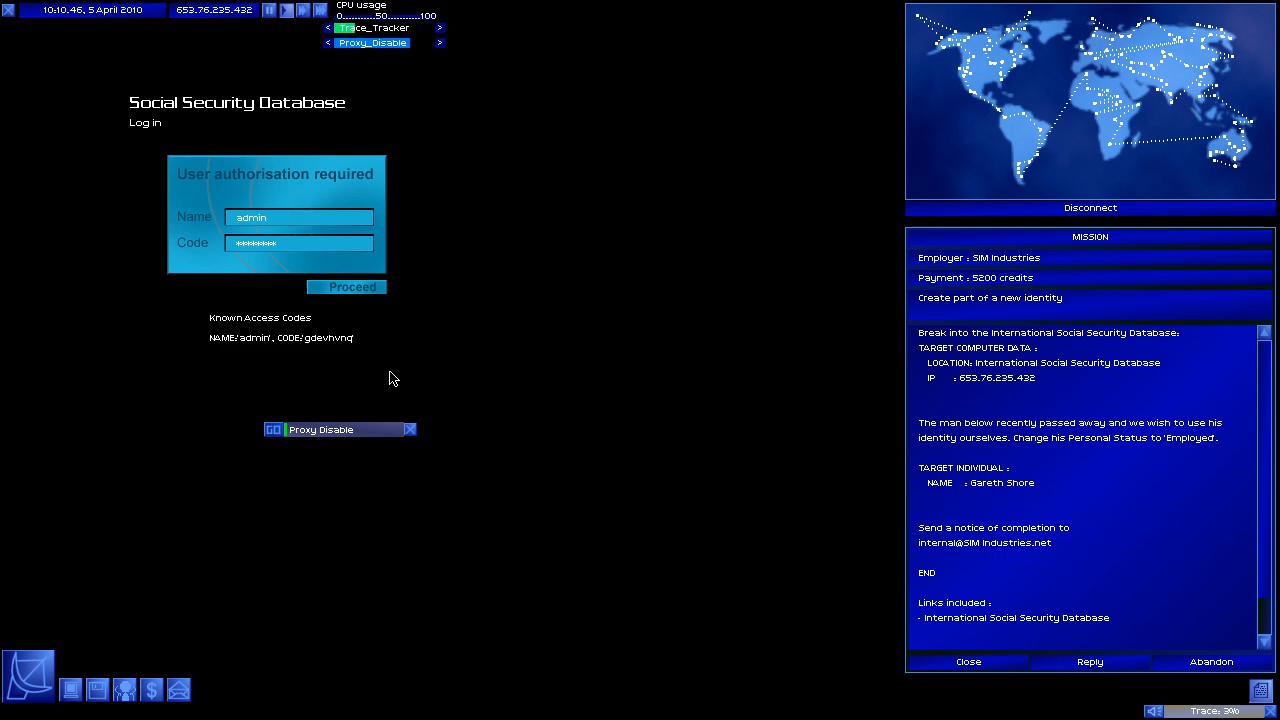 10:10.46, 5 April 2010
653.76.235.432
CPU usage
0..........50...........100
< Trace_Tracker >
< Proxy_Disable >
Social Security Database
Log in
User authorisation required
Name admin
Code ********
Proceed
Known Access Codes
NAME:'admin', CODE:'gdevhvnq'
GO Proxy Disable
Disconnect
MISSION
Employer : SIM Industries
Payment : 5200 credits
Create part of a new identity
Break into the International Social Security Database:
TARGET COMPUTER DATA :
LOCATION: International Social Security Database
IP : 653.76.235.432
The man below recently passed away and we wish to use his
identity ourselves. Change his Personal Status to 'Employed'.
TARGET INDIVIDUAL :
NAME : Gareth Shore
Send a notice of completion to
internal@SIM Industries.net
END
Links included :
- International Social Security Database
Close
Reply
Abandon
Trace: 3%